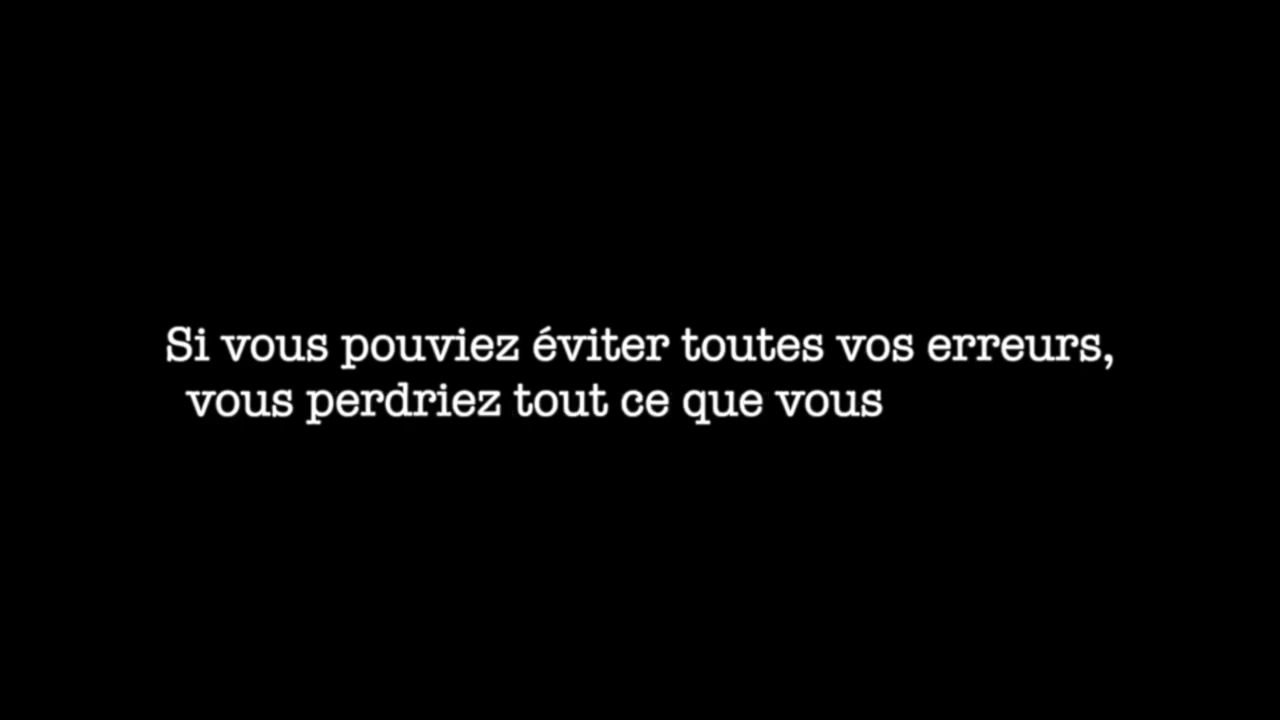 Si vous pouviez éviter toutes vos erreurs,
vous perdriez tout ce que vous